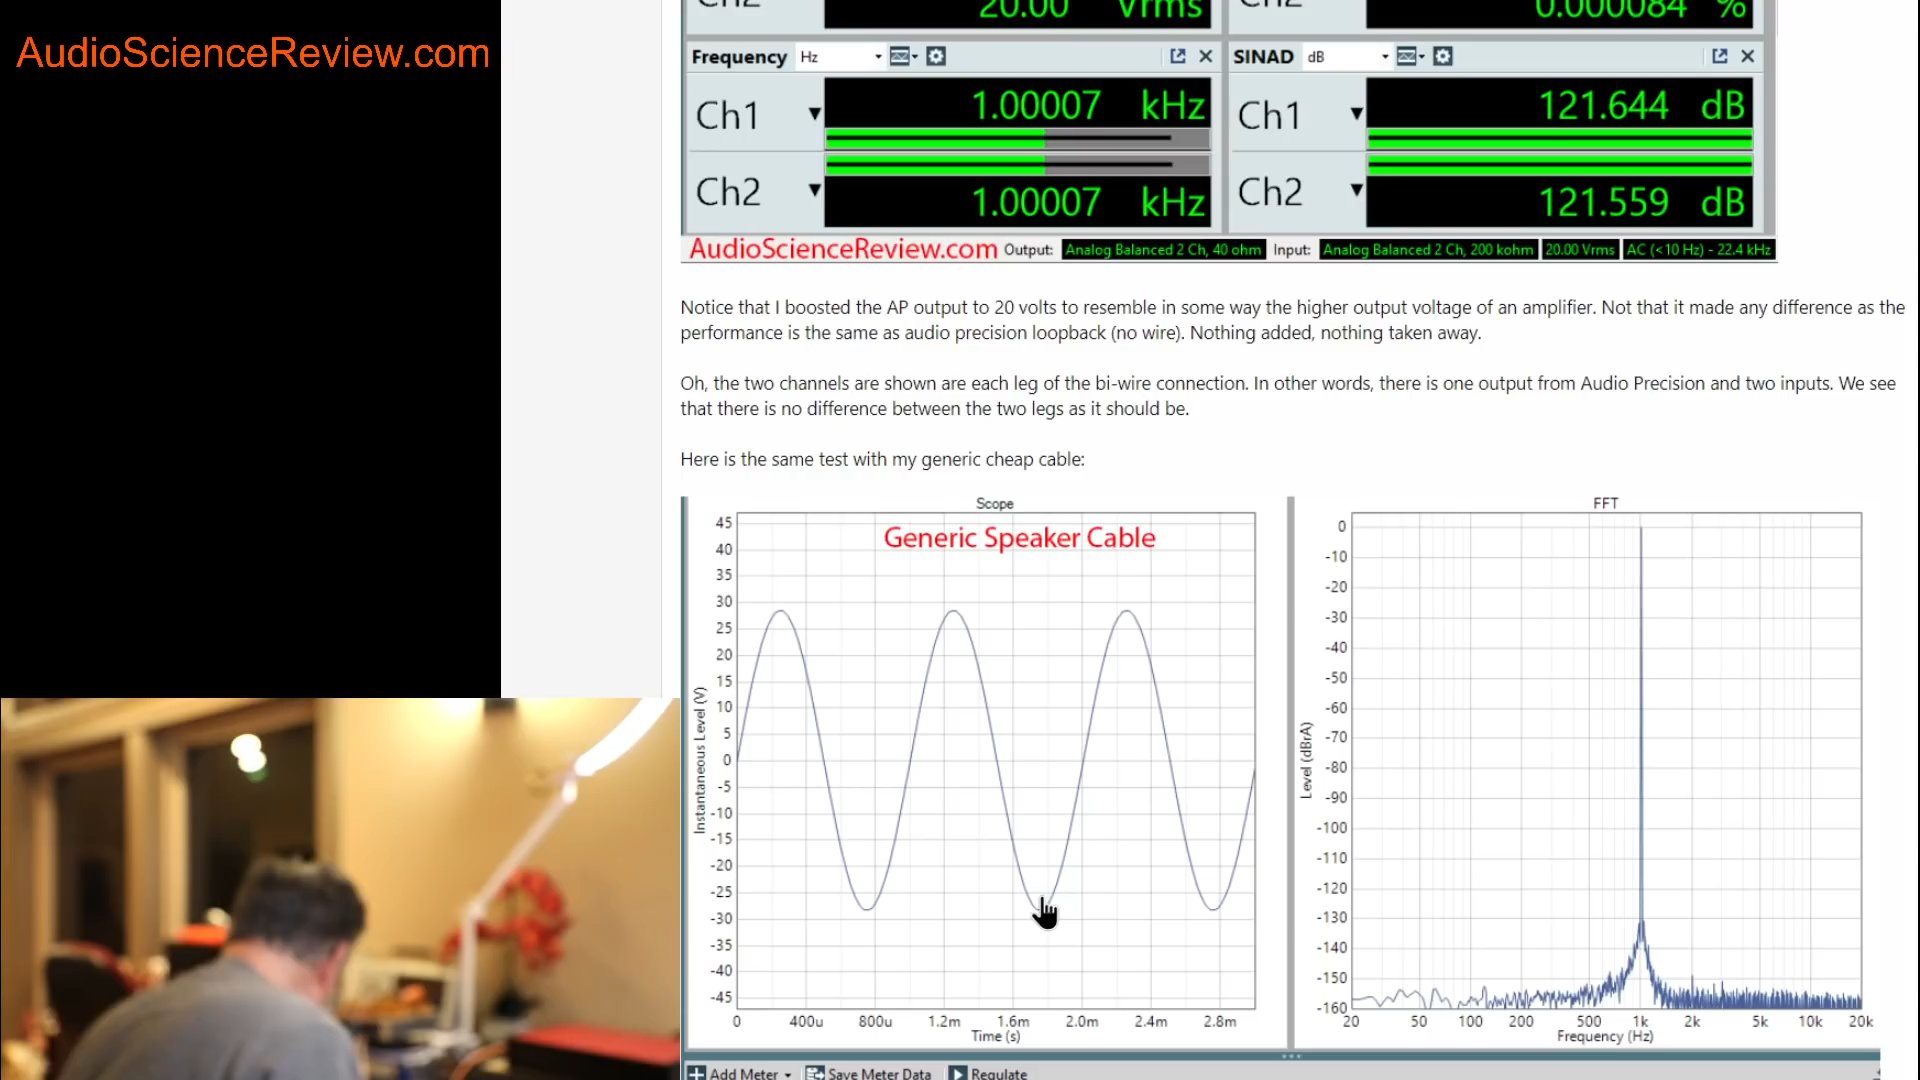 AudioScienceReview.com
20.00 Vrms
0.000084 %
Frequency Hz
SINAD dB
Ch1 1.00007 kHz
Ch1 121.644 dB
Ch2 1.00007 kHz
Ch2 121.559 dB
AudioScienceReview.com Output: Analog Balanced 2 Ch, 40 ohm Input: Analog Balanced 2 Ch, 200 kohm 20.00 Vrms AC (<10 Hz) - 22.4 kHz
Notice that I boosted the AP output to 20 volts to resemble in some way the higher output voltage of an amplifier. Not that it made any difference as the
performance is the same as audio precision loopback (no wire). Nothing added, nothing taken away.
Oh, the two channels are shown are each leg of the bi-wire connection. In other words, there is one output from Audio Precision and two inputs. We see
that there is no difference between the two legs as it should be.
Here is the same test with my generic cheap cable:
Scope
Generic Speaker Cable
45
40
35
30
25
20
15
10
5
0
-5
-10
-15
-20
-25
-30
-35
-40
-45
Instantaneous Level (V)
0 400u 800u 1.2m 1.6m 2.0m 2.4m 2.8m
Time (s)
FFT
0
-10
-20
-30
-40
-50
-60
-70
-80
-90
-100
-110
-120
-130
-140
-150
-160
Level (dBrA)
20 50 100 200 500 1k 2k 5k 10k 20k
Frequency (Hz)
Add Meter Save Meter Data Regulate